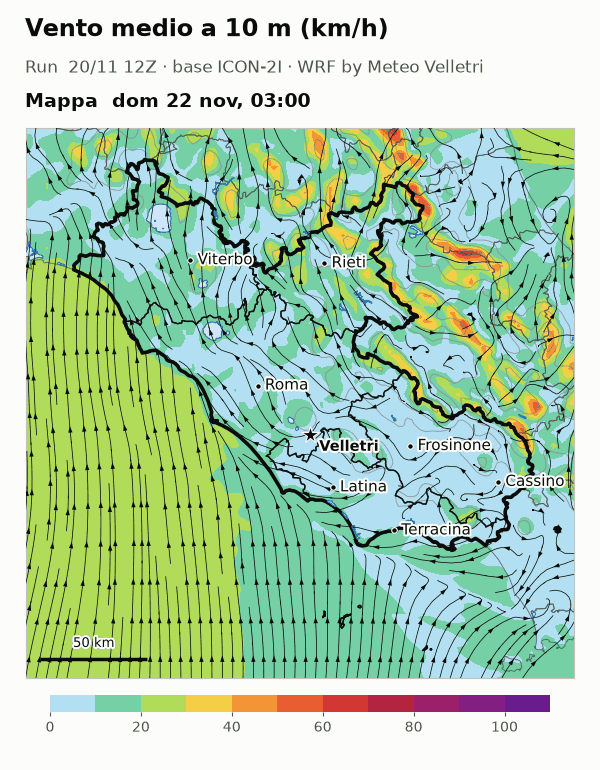 Vento medio a 10 m (km/h)
Run  20/11 12Z · base ICON-2I · WRF by Meteo Velletri
Mappa  dom 22 nov, 03:00
Viterbo
Rieti
Roma
Velletri
Frosinone
Latina
Cassino
Terracina
50 km
0 20 40 60 80 100